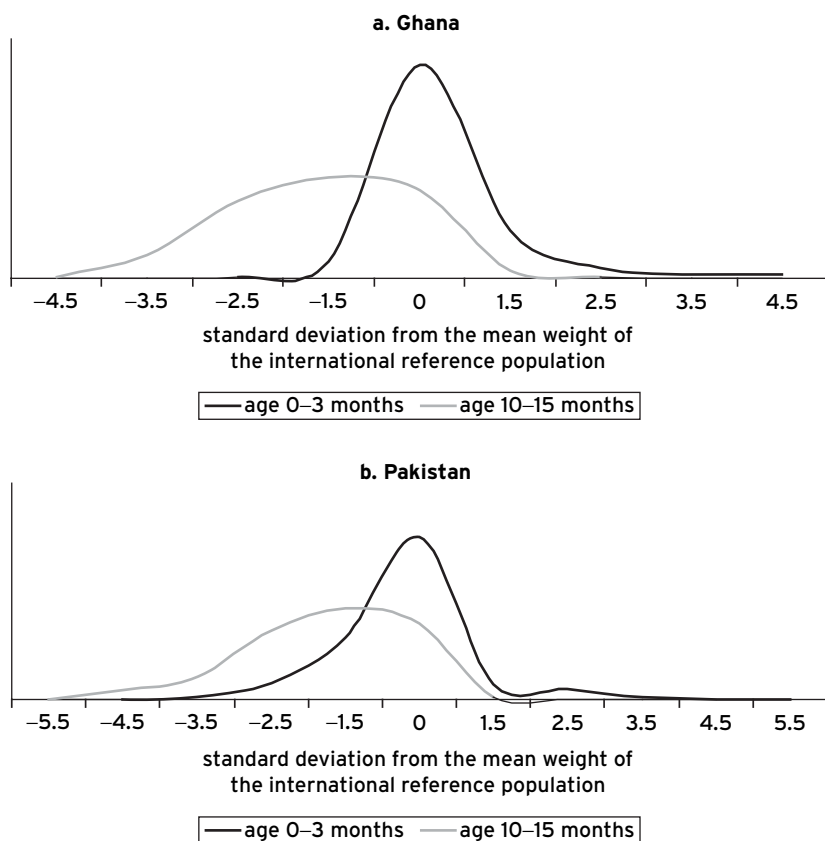 a. Ghana
−4.5 −3.5 −2.5 −1.5 0 1.5 2.5 3.5 4.5
standard deviation from the mean weight of
the international reference population
age 0–3 months age 10–15 months
b. Pakistan
−5.5 −4.5 −3.5 −2.5 −1.5 0 1.5 2.5 3.5 4.5 5.5
standard deviation from the mean weight of
the international reference population
age 0–3 months age 10–15 months